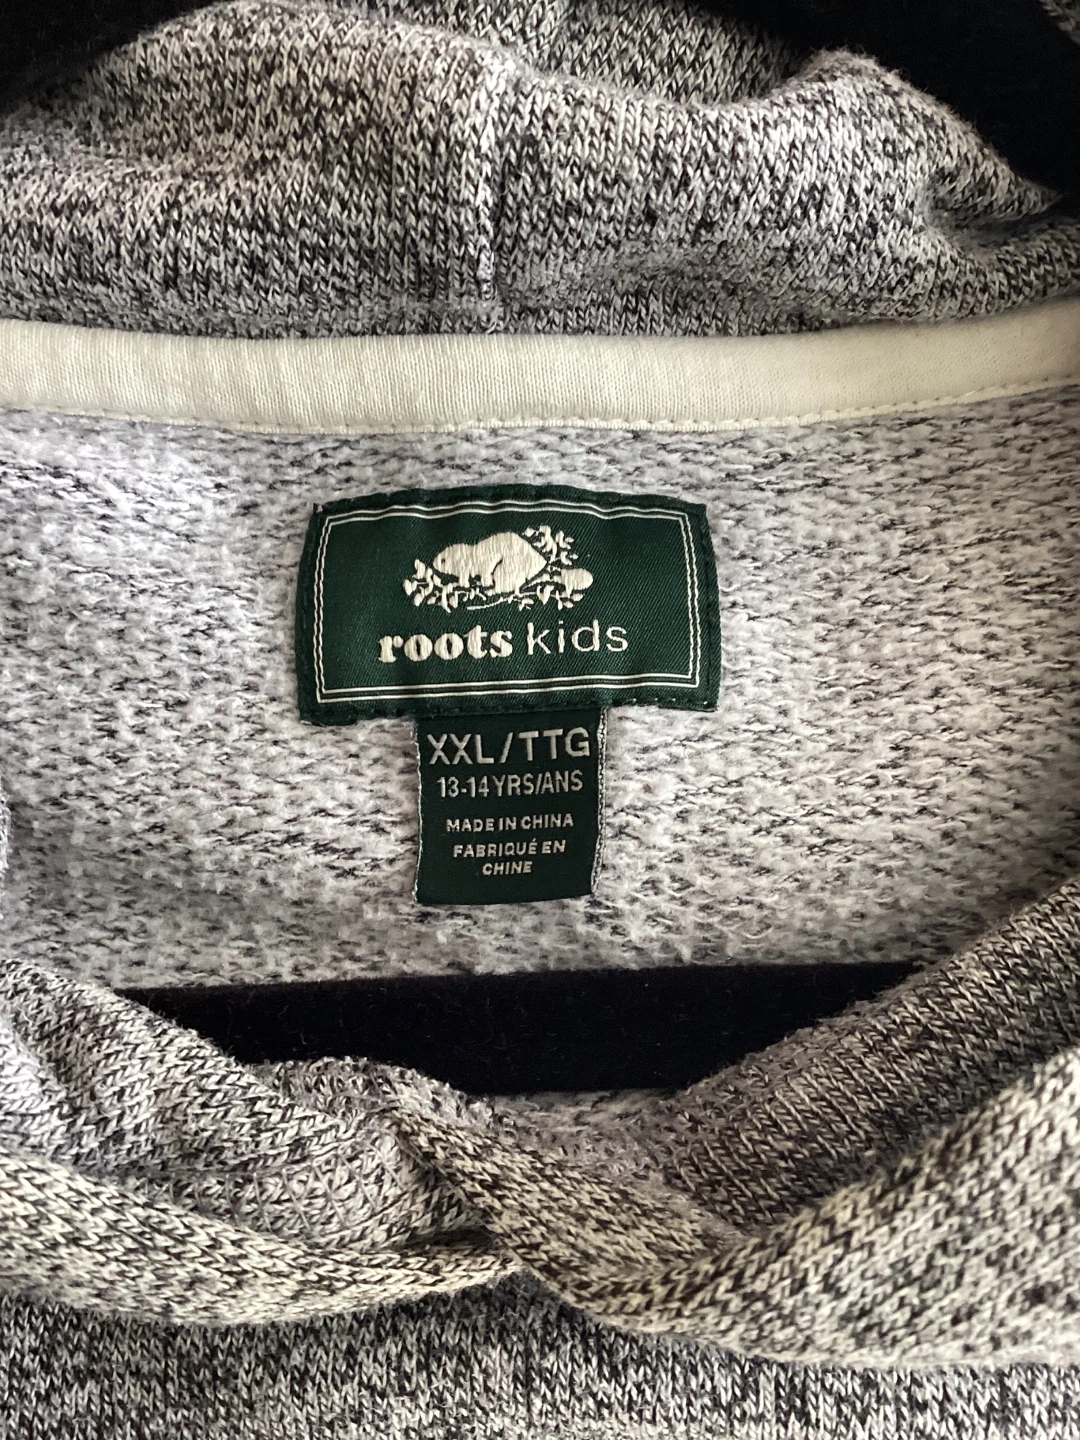 roots kids
XXL/TTG
13-14 YRS/ANS
MADE IN CHINA
FABRIQUÉ EN
CHINE